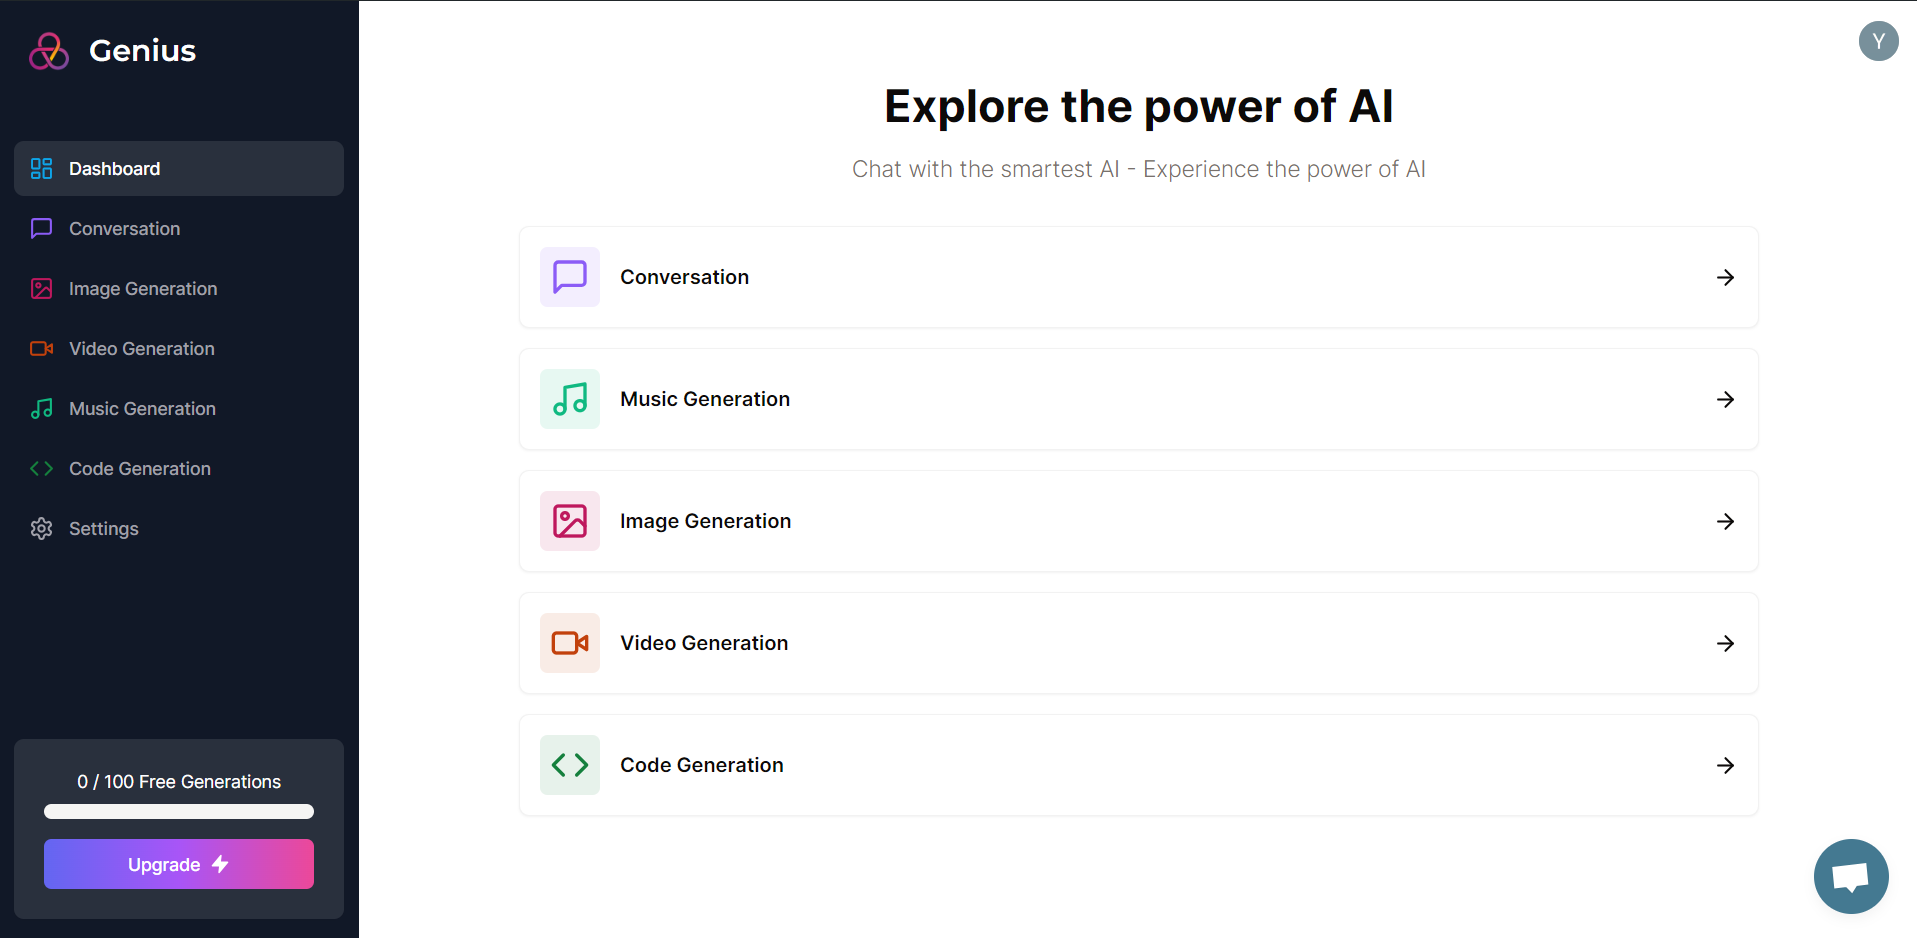 Genius
Dashboard
Conversation
Image Generation
Video Generation
Music Generation
Code Generation
Settings
0 / 100 Free Generations
Upgrade
Y
Explore the power of AI
Chat with the smartest AI - Experience the power of AI
Conversation
Music Generation
Image Generation
Video Generation
Code Generation